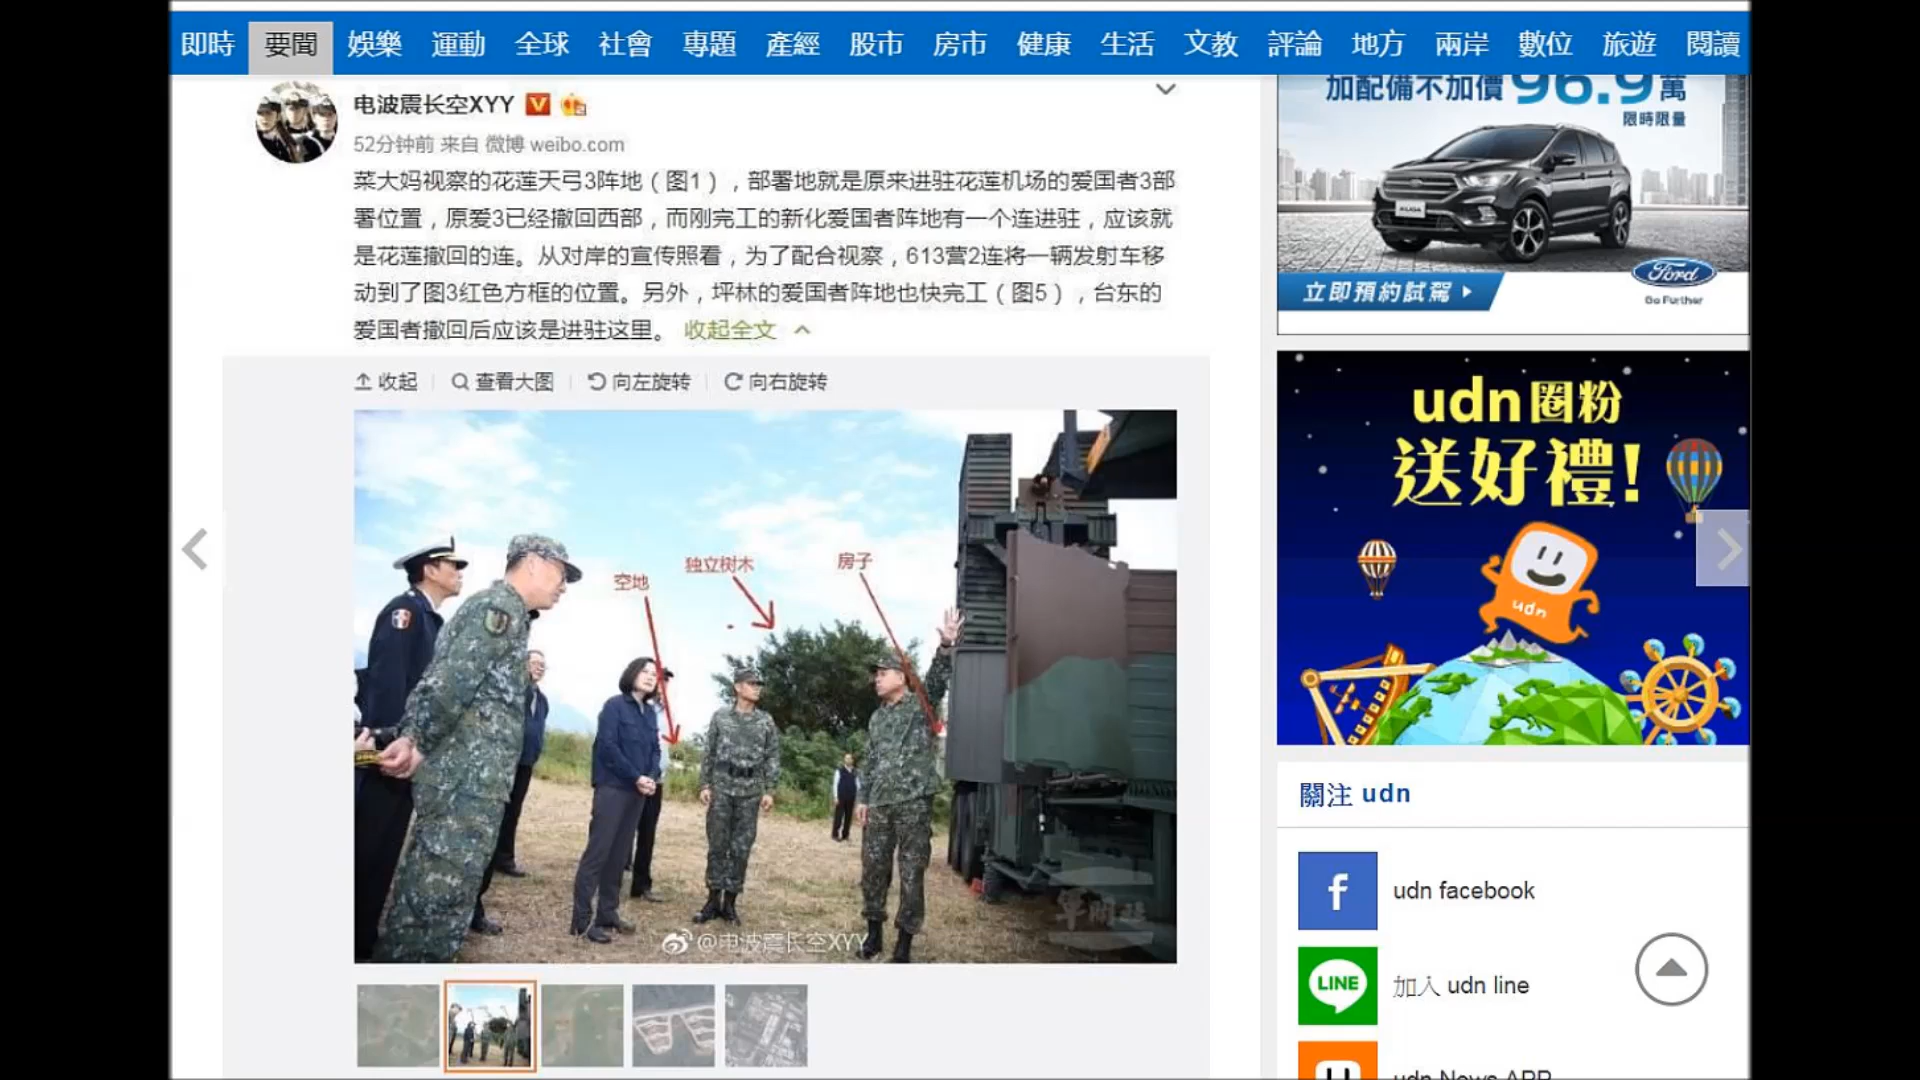 即時 要聞 娛樂 運動 全球 社會 專題 產經 股市 房市 健康 生活 文教 評論 地方 兩岸 數位 旅遊 閱讀
电波震长空XYY
52分钟前 来自 微博 weibo.com
菜大妈视察的花莲天弓3阵地（图1），部署地就是原来进驻花莲机场的爱国者3部
署位置，原爱3已经撤回西部，而刚完工的新化爱国者阵地有一个连进驻，应该就
是花莲撤回的连。从对岸的宣传照看，为了配合视察，613营2连将一辆发射车移
动到了图3红色方框的位置。另外，坪林的爱国者阵地也快完工（图5），台东的
爱国者撤回后应该是进驻这里。 收起全文
收起 查看大图 向左旋转 向右旋转
空地
独立树木
房子
@电波震长空XYY
軍聞社
加配備不加價96.9萬
限時限量
KUGA
Ford
Go Further
立即預約試駕
udn圈粉
送好禮!
udn
關注 udn
f
udn facebook
LINE
加入 udn line
udn News APP